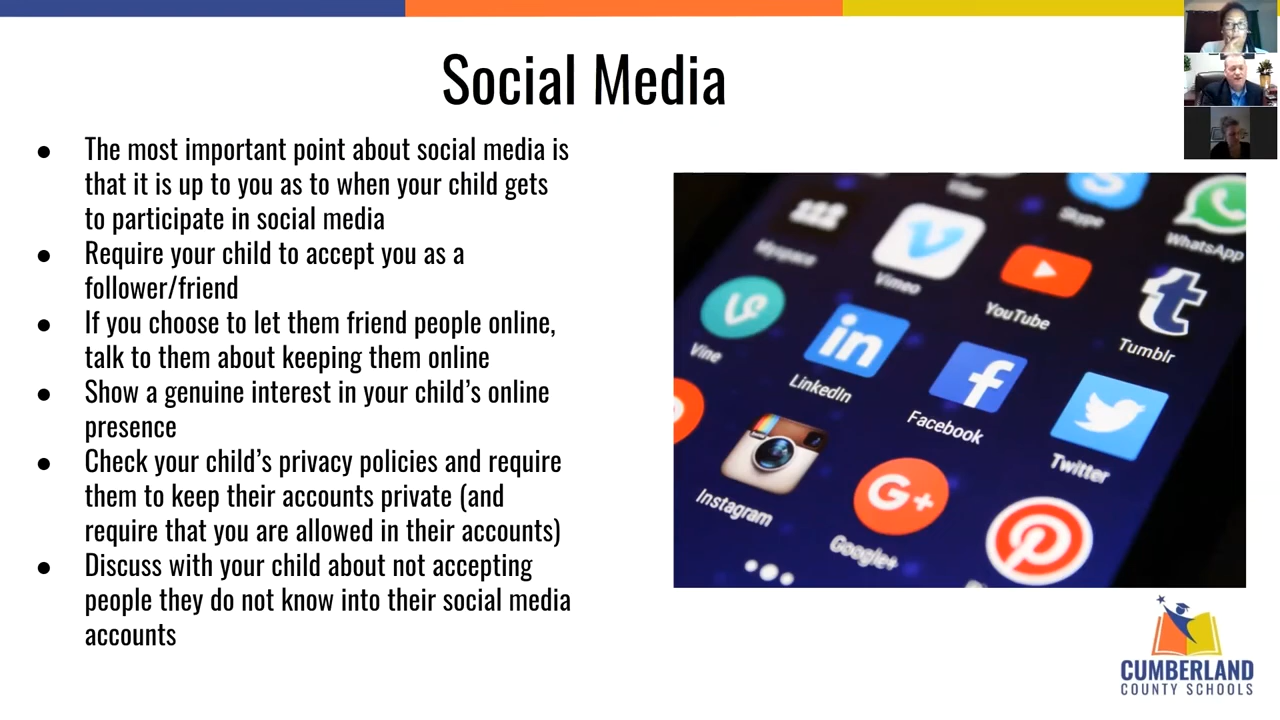 Social Media
● The most important point about social media is
that it is up to you as to when your child gets
to participate in social media
● Require your child to accept you as a
follower/friend
● If you choose to let them friend people online,
talk to them about keeping them online
● Show a genuine interest in your child’s online
presence
● Check your child’s privacy policies and require
them to keep their accounts private (and
require that you are allowed in their accounts)
● Discuss with your child about not accepting
people they do not know into their social media
accounts
Viber
Skype
WhatsApp
Myspace
Vimeo
YouTube
Tumblr
Vine
LinkedIn
Facebook
Twitter
Instagram
G+
Google+
CUMBERLAND
COUNTY SCHOOLS